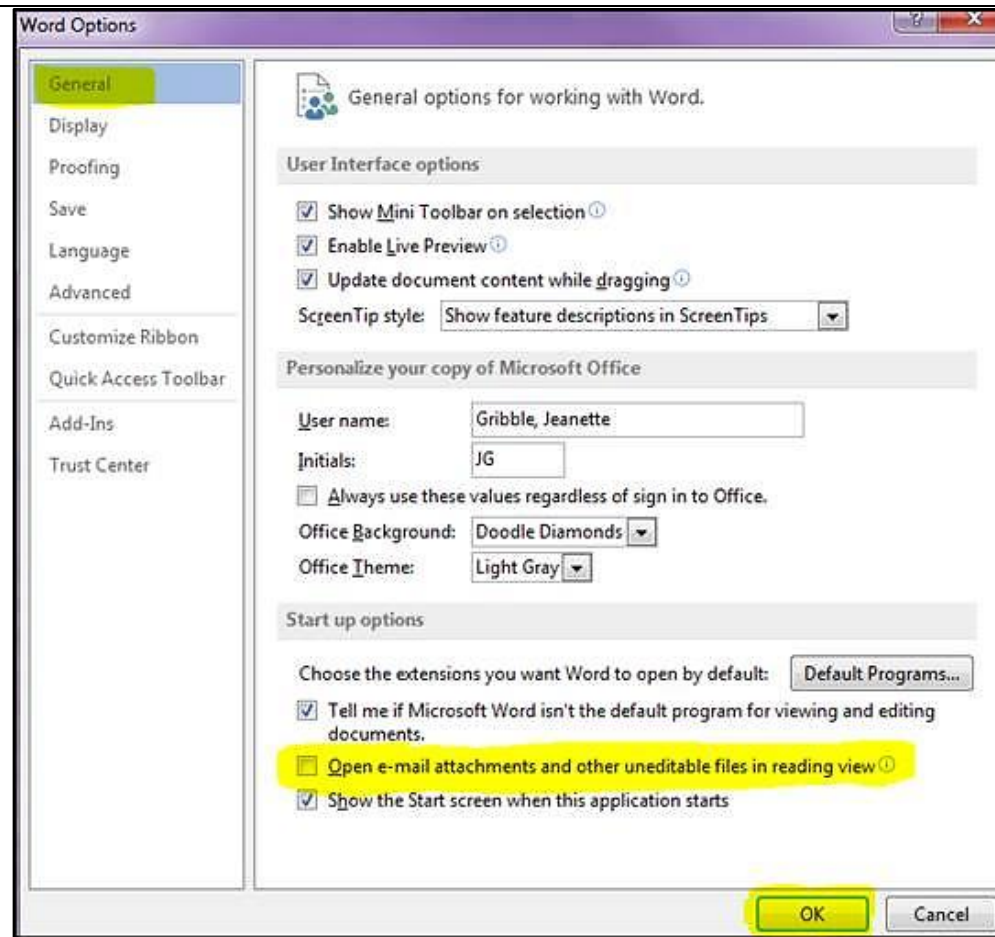 Word Options
General
Display
Proofing
Save
Language
Advanced
Customize Ribbon
Quick Access Toolbar
Add-Ins
Trust Center
General options for working with Word.
User Interface options
Show Mini Toolbar on selection
Enable Live Preview
Update document content while dragging
ScreenTip style: Show feature descriptions in ScreenTips
Personalize your copy of Microsoft Office
User name: Gribble, Jeanette
Initials: JG
Always use these values regardless of sign in to Office.
Office Background: Doodle Diamonds
Office Theme: Light Gray
Start up options
Choose the extensions you want Word to open by default: Default Programs...
Tell me if Microsoft Word isn't the default program for viewing and editing
documents.
Open e-mail attachments and other uneditable files in reading view
Show the Start screen when this application starts
OK Cancel